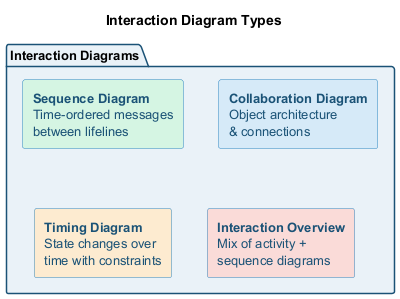 Interaction Diagram Types
Interaction Diagrams
Sequence Diagram
Time-ordered messages
between lifelines
Collaboration Diagram
Object architecture
& connections
Timing Diagram
State changes over
time with constraints
Interaction Overview
Mix of activity +
sequence diagrams